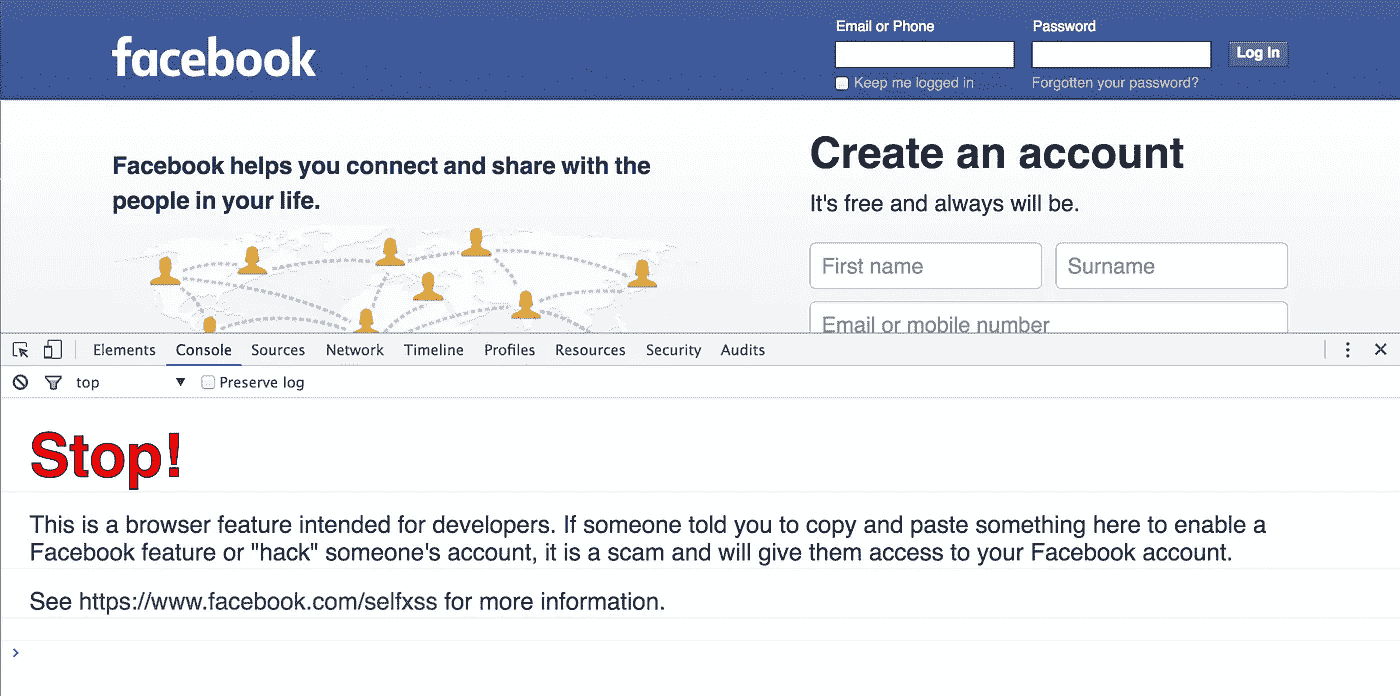 facebook
Email or Phone
Password
Log In
Keep me logged in
Forgotten your password?
Facebook helps you connect and share with the
people in your life.
Create an account
It's free and always will be.
First name
Surname
Email or mobile number
Elements Console Sources Network Timeline Profiles Resources Security Audits
top Preserve log
Stop!
This is a browser feature intended for developers. If someone told you to copy and paste something here to enable a
Facebook feature or "hack" someone's account, it is a scam and will give them access to your Facebook account.
See https://www.facebook.com/selfxss for more information.